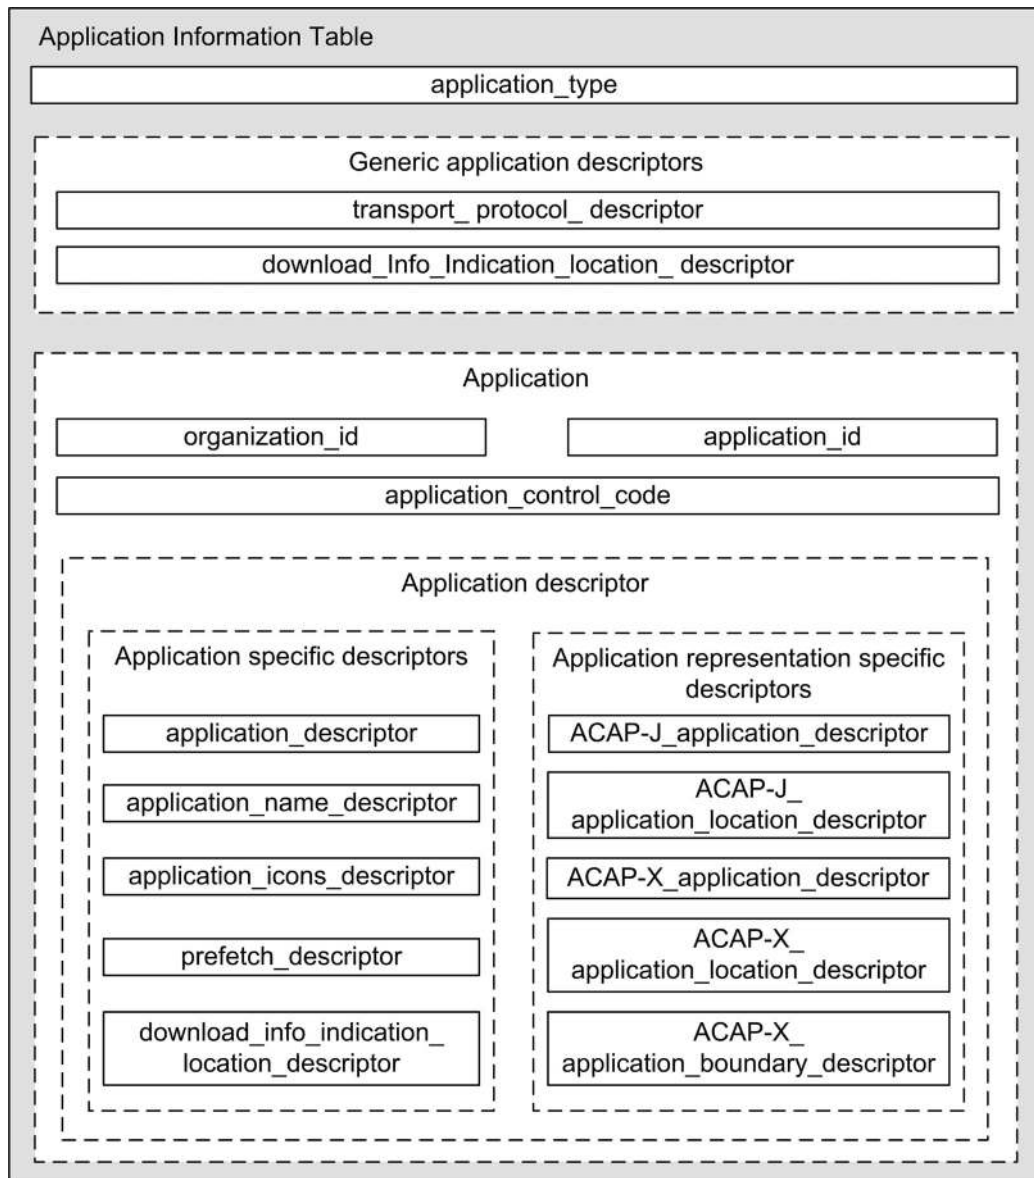 Application Information Table
application_type
Generic application descriptors
transport_ protocol_ descriptor
download_Info_Indication_location_ descriptor
Application
organization_id
application_id
application_control_code
Application descriptor
Application specific descriptors
application_descriptor
application_name_descriptor
application_icons_descriptor
prefetch_descriptor
download_info_indication_
location_descriptor
Application representation specific
descriptors
ACAP-J_application_descriptor
ACAP-J_
application_location_descriptor
ACAP-X_application_descriptor
ACAP-X_
application_location_descriptor
ACAP-X_
application_boundary_descriptor